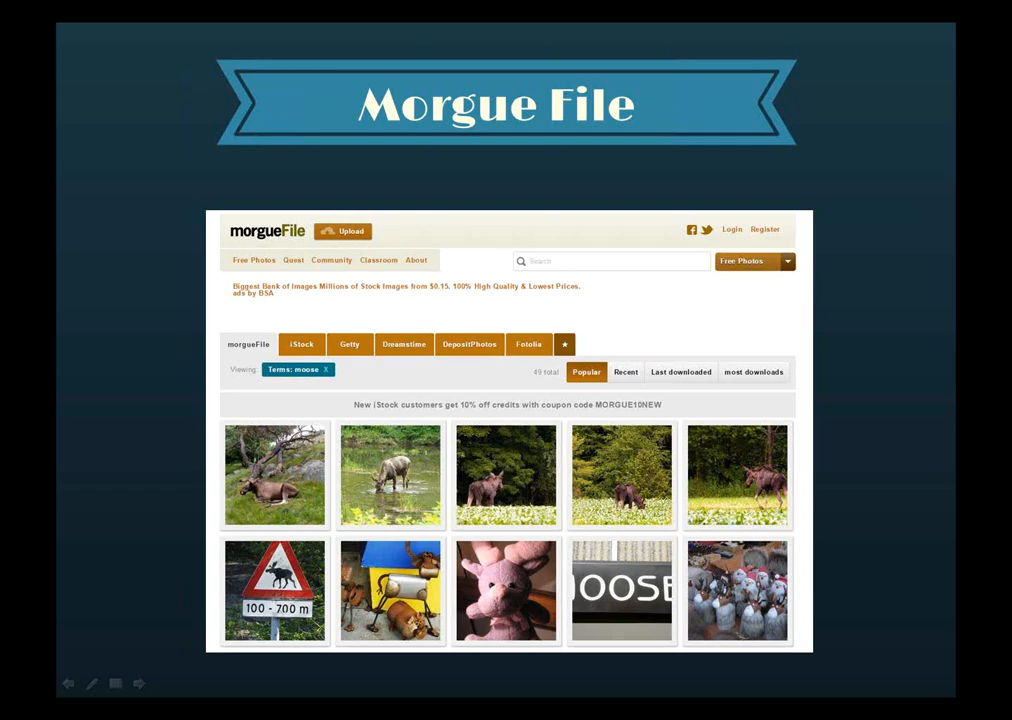 Morgue File
morgueFile Upload Login Register
Free Photos Quest Community Classroom About Search Free Photos
Biggest Bank of Images Millions of Stock Images from $0.15. 100% High Quality & Lowest Prices.
ads by BSA
morgueFile iStock Getty Dreamstime DepositPhotos Fotolia
Viewing: Terms: moose X 49 total Popular Recent Last downloaded most downloads
New iStock customers get 10% off credits with coupon code MORGUE10NEW
100 - 700 m
OOSE